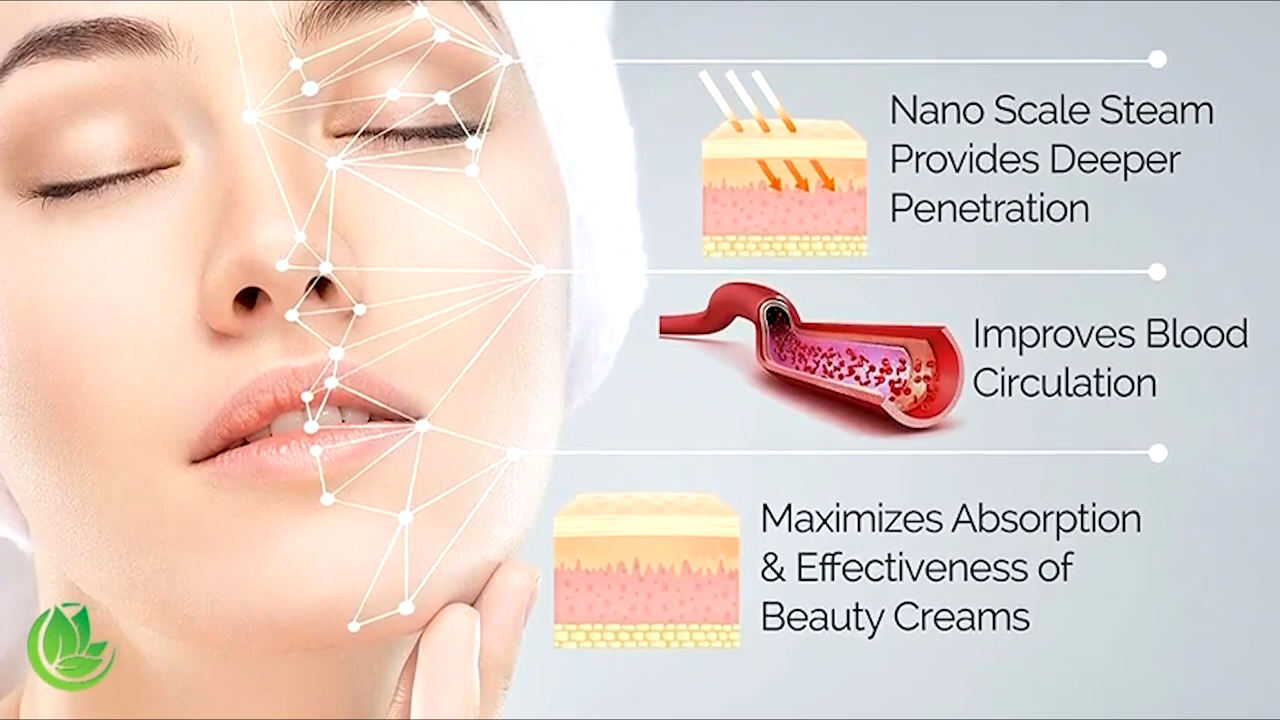 Nano Scale Steam
Provides Deeper
Penetration
Improves Blood
Circulation
Maximizes Absorption
& Effectiveness of
Beauty Creams